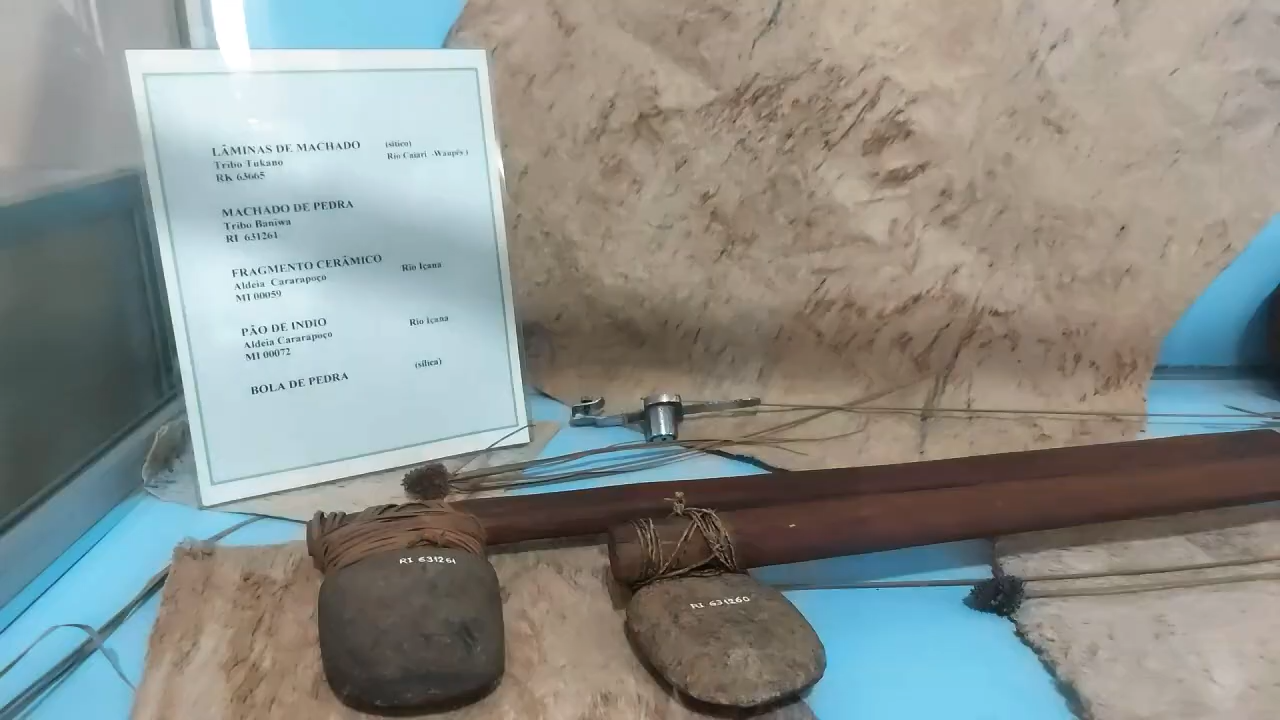 LÂMINAS DE MACHADO (sílico)
Tribo Tukano Rio Caiari -Waupés )
RK 63665
MACHADO DE PEDRA
Tribo Baniwa
RI 631261
FRAGMENTO CERÂMICO Rio Içana
Aldeia Cararapoço
MI 00059
PÃO DE INDIO Rio Içana
Aldeia Cararapoço
MI 00072
BOLA DE PEDRA (sílica)
RI 631261
RI 631260